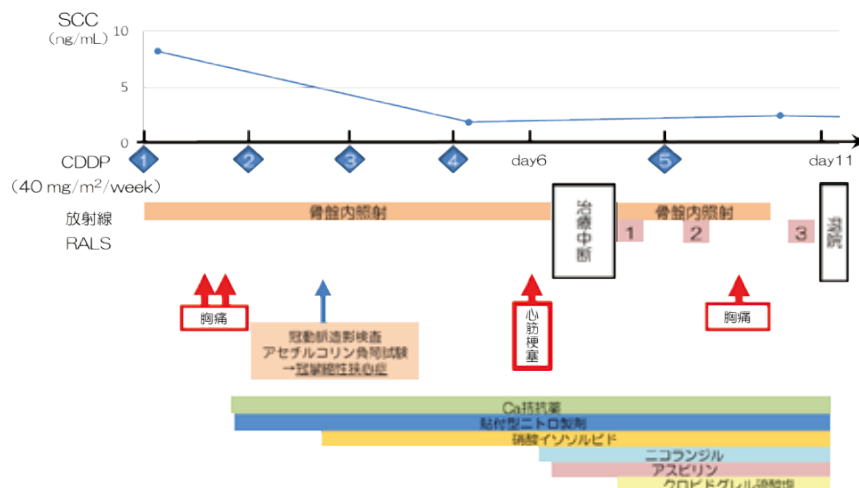 SCC
(ng/mL)
10
5
0
CDDP
(40 mg/m²/week)
1
2
3
4
day6
5
day11
放射線
骨盤内照射
治療中断
骨盤内照射
RALS
1
2
3
胸痛
冠動脈造影検査
アセチルコリン負荷試験
→冠攣縮性狭心症
心筋梗塞
胸痛
Ca拮抗薬
貼付型ニトロ製剤
硝酸イソソルビド
ニコランジル
アスピリン
クロピドグレル硫酸塩